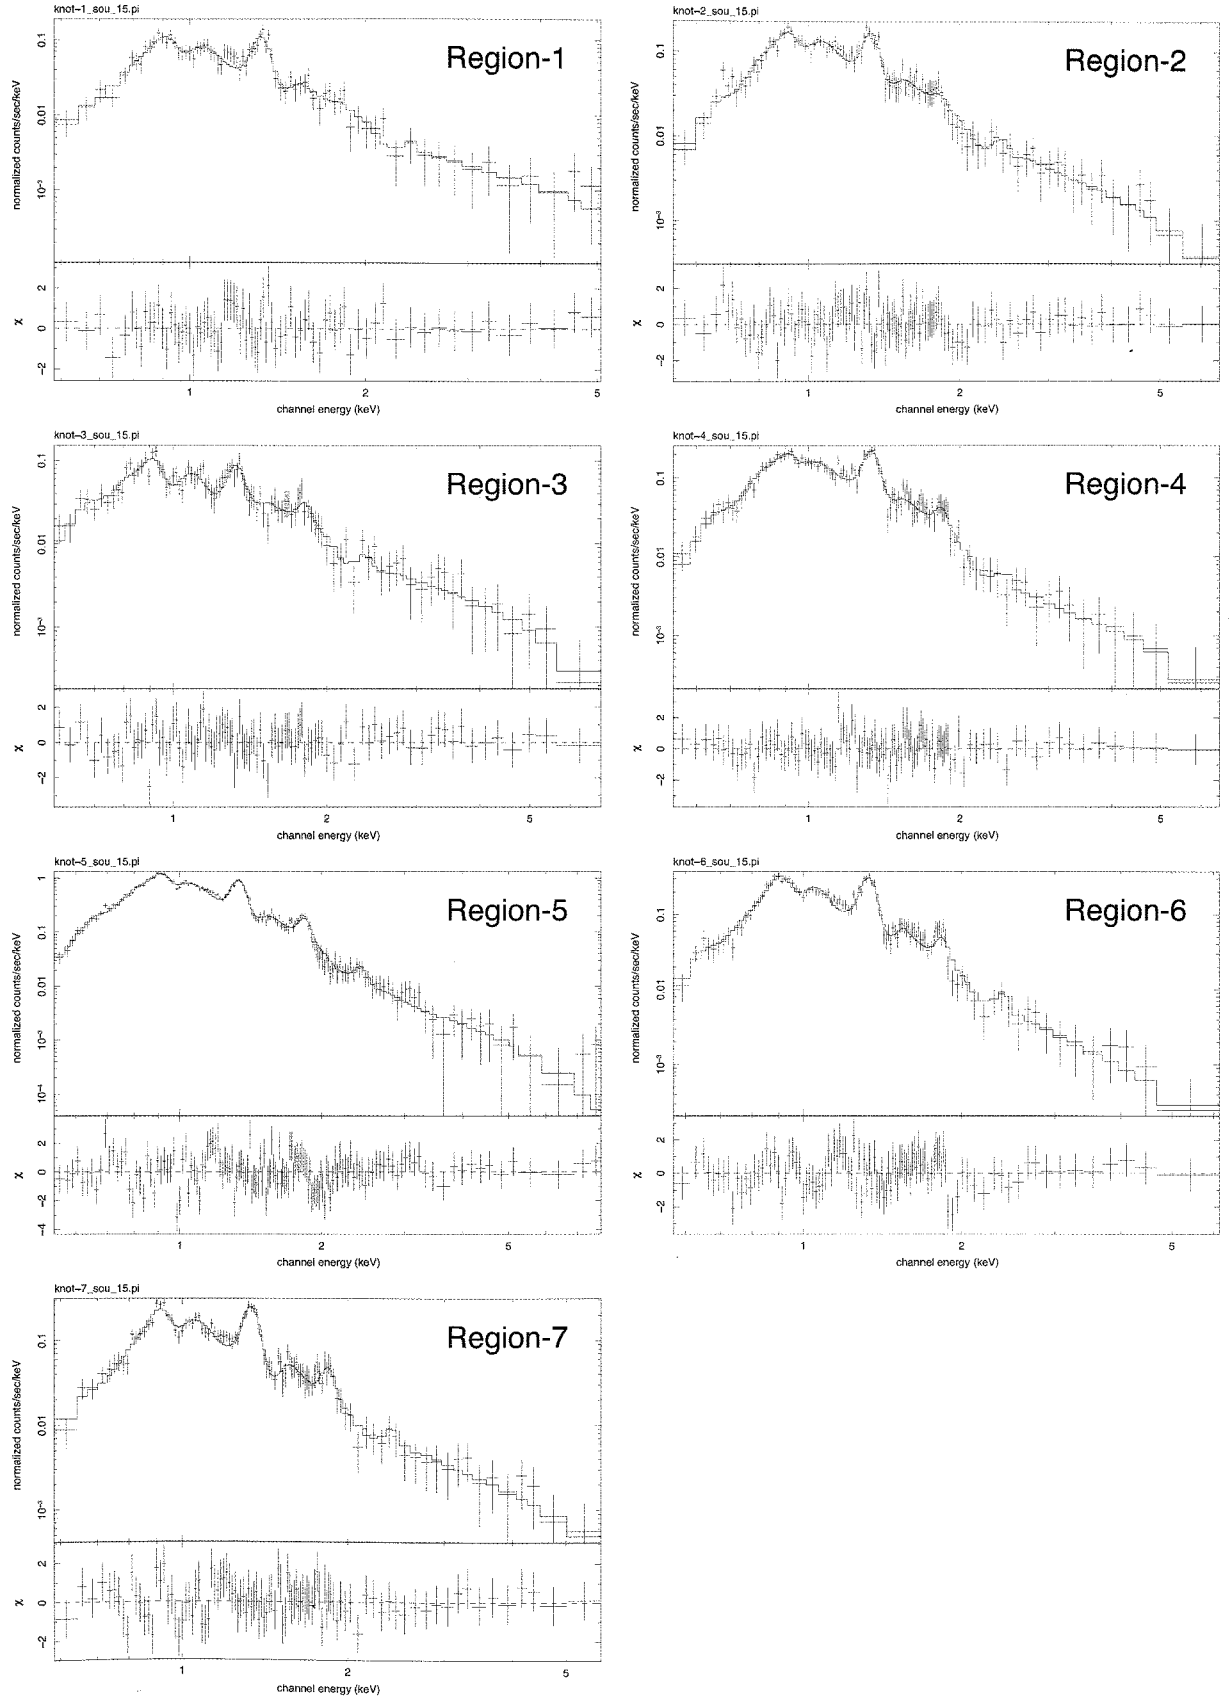 knot-1_sou_15.pi
Region-1
normalized counts/sec/keV
0.1
0.01
10⁻³
χ
2
0
−2
1
2
5
channel energy (keV)
knot-2_sou_15.pi
Region-2
normalized counts/sec/keV
0.1
0.01
10⁻³
χ
2
0
−2
1
2
5
channel energy (keV)
knot-3_sou_15.pi
Region-3
normalized counts/sec/keV
0.1
0.01
10⁻³
χ
2
0
−2
1
2
5
channel energy (keV)
knot-4_sou_15.pi
Region-4
normalized counts/sec/keV
0.1
0.01
10⁻³
χ
2
0
−2
1
2
5
channel energy (keV)
knot-5_sou_15.pi
Region-5
normalized counts/sec/keV
1
0.1
0.01
10⁻³
10⁻⁴
χ
2
0
−2
−4
1
2
5
channel energy (keV)
knot-6_sou_15.pi
Region-6
normalized counts/sec/keV
0.1
0.01
10⁻³
χ
2
0
−2
1
2
5
channel energy (keV)
knot-7_sou_15.pi
Region-7
normalized counts/sec/keV
0.1
0.01
10⁻³
χ
2
0
−2
1
2
5
channel energy (keV)